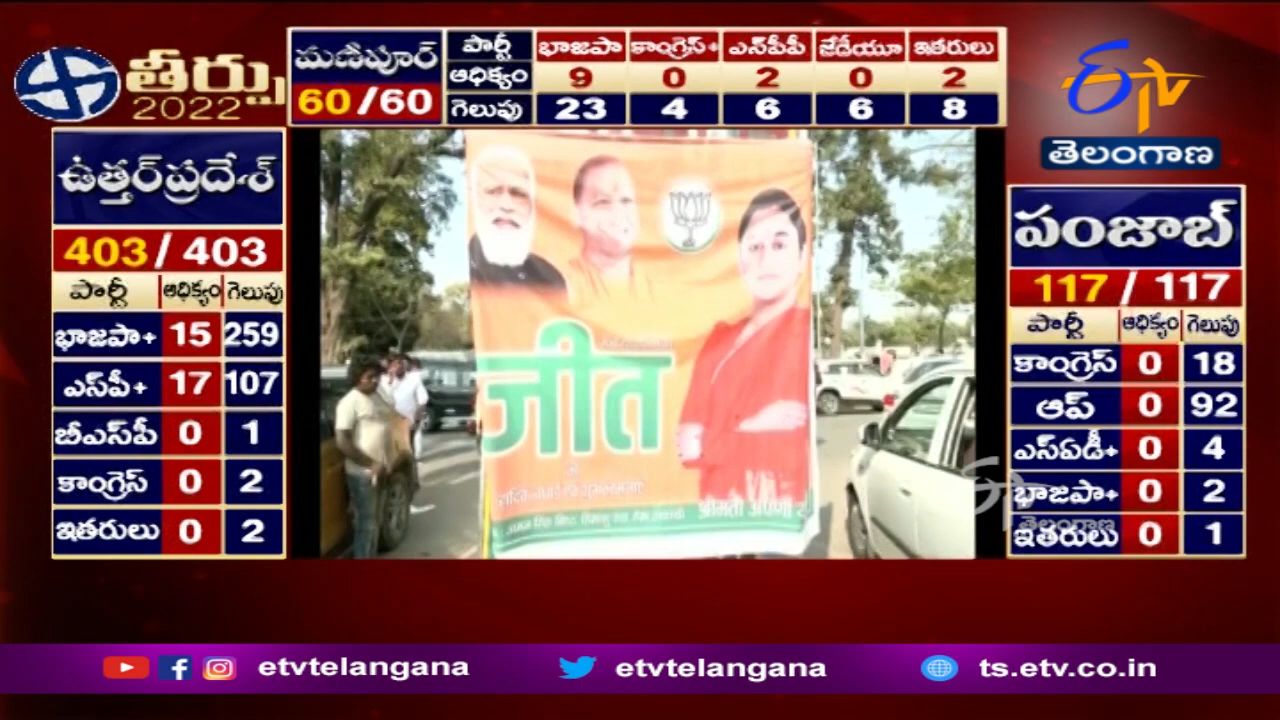 తీర్పు
2022
మణిపూర్
60/60
పార్టీ భాజపా కాంగ్రెస్+ ఎన్‌పీపీ జేడీయూ ఇతరులు
ఆధిక్యం 9 0 2 0 2
గెలుపు 23 4 6 6 8
ETV
తెలంగాణ
ఉత్తర్‌ప్రదేశ్
403/403
పార్టీ ఆధిక్యం గెలుపు
భాజపా+ 15 259
ఎస్‌పీ+ 17 107
బీఎస్‌పీ 0 1
కాంగ్రెస్ 0 2
ఇతరులు 0 2
जीत
श्रीमती अपर्णा
పంజాబ్
117 / 117
పార్టీ ఆధిక్యం గెలుపు
కాంగ్రెస్ 0 18
ఆప్ 0 92
ఎస్ఏడీ+ 0 4
భాజపా+ 0 2
ఇతరులు 0 1
తెలంగాణ
etvtelangana
etvtelangana
ts.etv.co.in